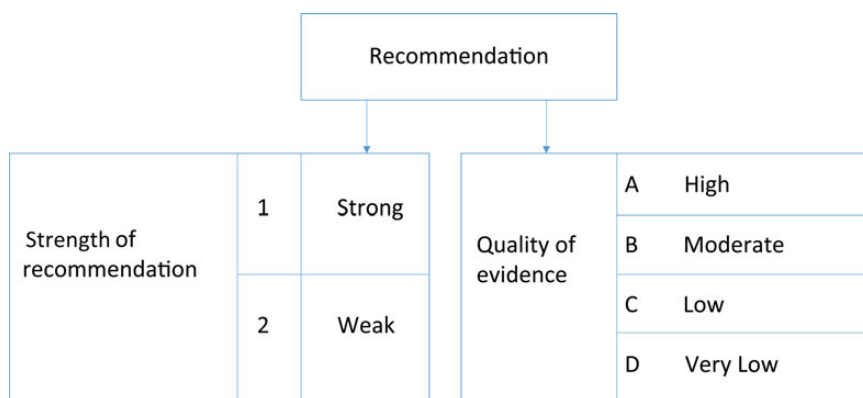 Recommendation
Strength of
recommendation
1 Strong
2 Weak
Quality of
evidence
A High
B Moderate
C Low
D Very Low